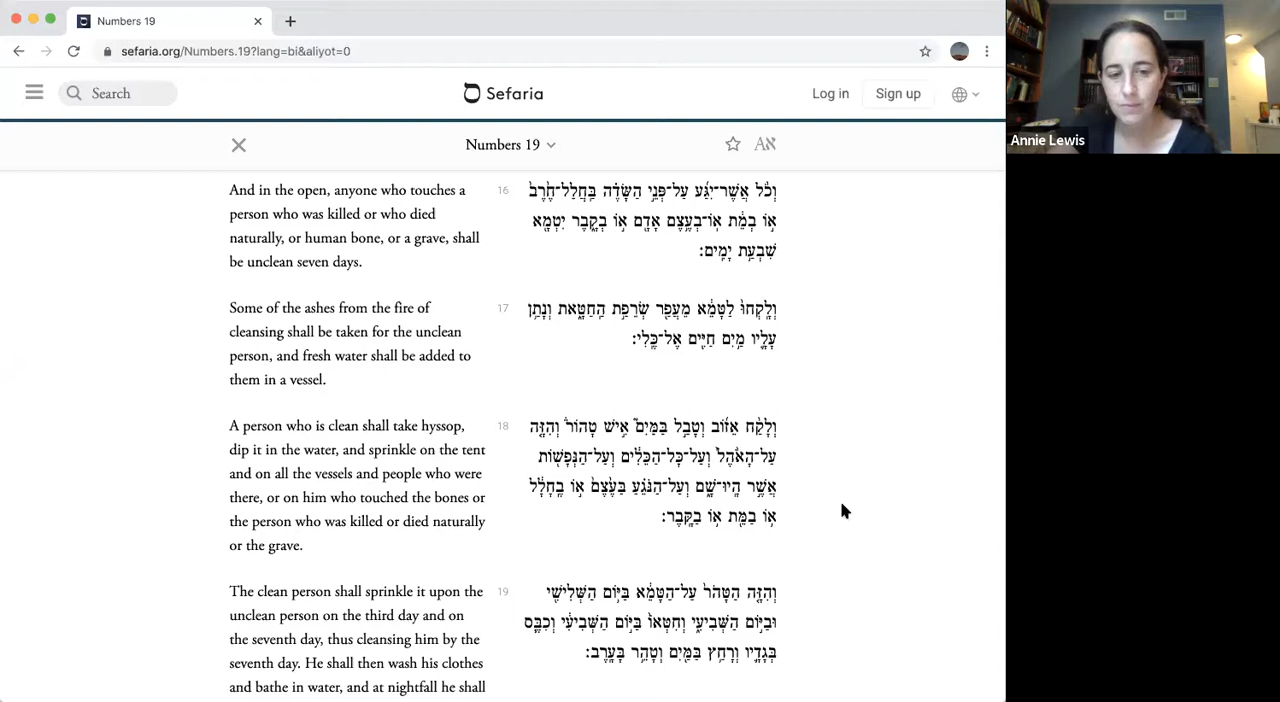 Numbers 19
sefaria.org/Numbers.19?lang=bi&aliyot=0
Search
Sefaria
Log in
Sign up
Numbers 19
Aא
And in the open, anyone who touches a
person who was killed or who died
naturally, or human bone, or a grave, shall
be unclean seven days.
16
וְכֹ֨ל אֲשֶׁר־יִגַּ֜ע עַל־פְּנֵ֣י הַשָּׂדֶ֗ה בַּֽחֲלַל־חֶ֙רֶב֙
א֣וֹ בְמֵ֔ת אֽוֹ־בְעֶ֥צֶם אָדָ֖ם א֣וֹ בְקָ֑בֶר יִטְמָ֖א
שִׁבְעַ֥ת יָמִֽים׃
Some of the ashes from the fire of
cleansing shall be taken for the unclean
person, and fresh water shall be added to
them in a vessel.
17
וְלָֽקְחוּ֙ לַטָּמֵ֔א מֵעֲפַ֖ר שְׂרֵפַ֣ת הַֽחַטָּ֑את וְנָתַ֥ן
עָלָ֛יו מַ֥יִם חַיִּ֖ים אֶל־כֶּֽלִי׃
A person who is clean shall take hyssop,
dip it in the water, and sprinkle on the tent
and on all the vessels and people who were
there, or on him who touched the bones or
the person who was killed or died naturally
or the grave.
18
וְלָקַ֨ח אֵז֜וֹב וְטָבַ֣ל בַּמַּיִם֮ אִ֣ישׁ טָהוֹר֒ וְהִזָּ֤ה
עַל־הָאֹ֙הֶל֙ וְעַל־כָּל־הַכֵּלִ֔ים וְעַל־הַנְּפָשׁ֖וֹת
אֲשֶׁ֣ר הָֽיוּ־שָׁ֑ם וְעַל־הַנֹּגֵ֗עַ בַּעֶ֙צֶם֙ א֣וֹ בֶֽחָלָ֔ל
א֥וֹ בַמֵּ֖ת א֥וֹ בַקָּֽבֶר׃
The clean person shall sprinkle it upon the
unclean person on the third day and on
the seventh day, thus cleansing him by the
seventh day. He shall then wash his clothes
and bathe in water, and at nightfall he shall
19
וְהִזָּ֤ה הַטָּהֹר֙ עַל־הַטָּמֵ֔א בַּיּ֥וֹם הַשְּׁלִישִׁ֖י
וּבַיּ֣וֹם הַשְּׁבִיעִ֑י וְחִטְּאוֹ֙ בַּיּ֣וֹם הַשְּׁבִיעִ֔י וְכִבֶּ֧ס
בְּגָדָ֛יו וְרָחַ֥ץ בַּמַּ֖יִם וְטָהֵ֥ר בָּעָֽרֶב׃
Annie Lewis